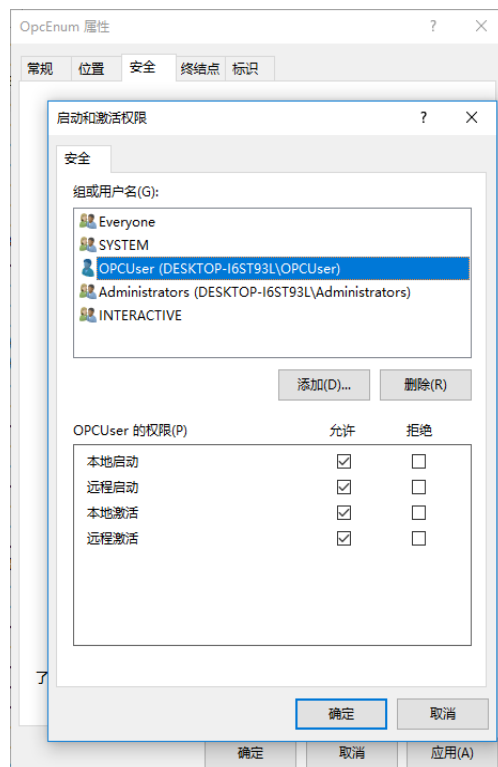 OpcEnum 属性
常规 位置 安全 终结点 标识
启动和激活权限
安全
组或用户名(G):
Everyone
SYSTEM
OPCUser (DESKTOP-I6ST93L\OPCUser)
Administrators (DESKTOP-I6ST93L\Administrators)
INTERACTIVE
添加(D)... 删除(R)
OPCUser 的权限(P) 允许 拒绝
本地启动
远程启动
本地激活
远程激活
了
确定 取消
确定 取消 应用(A)